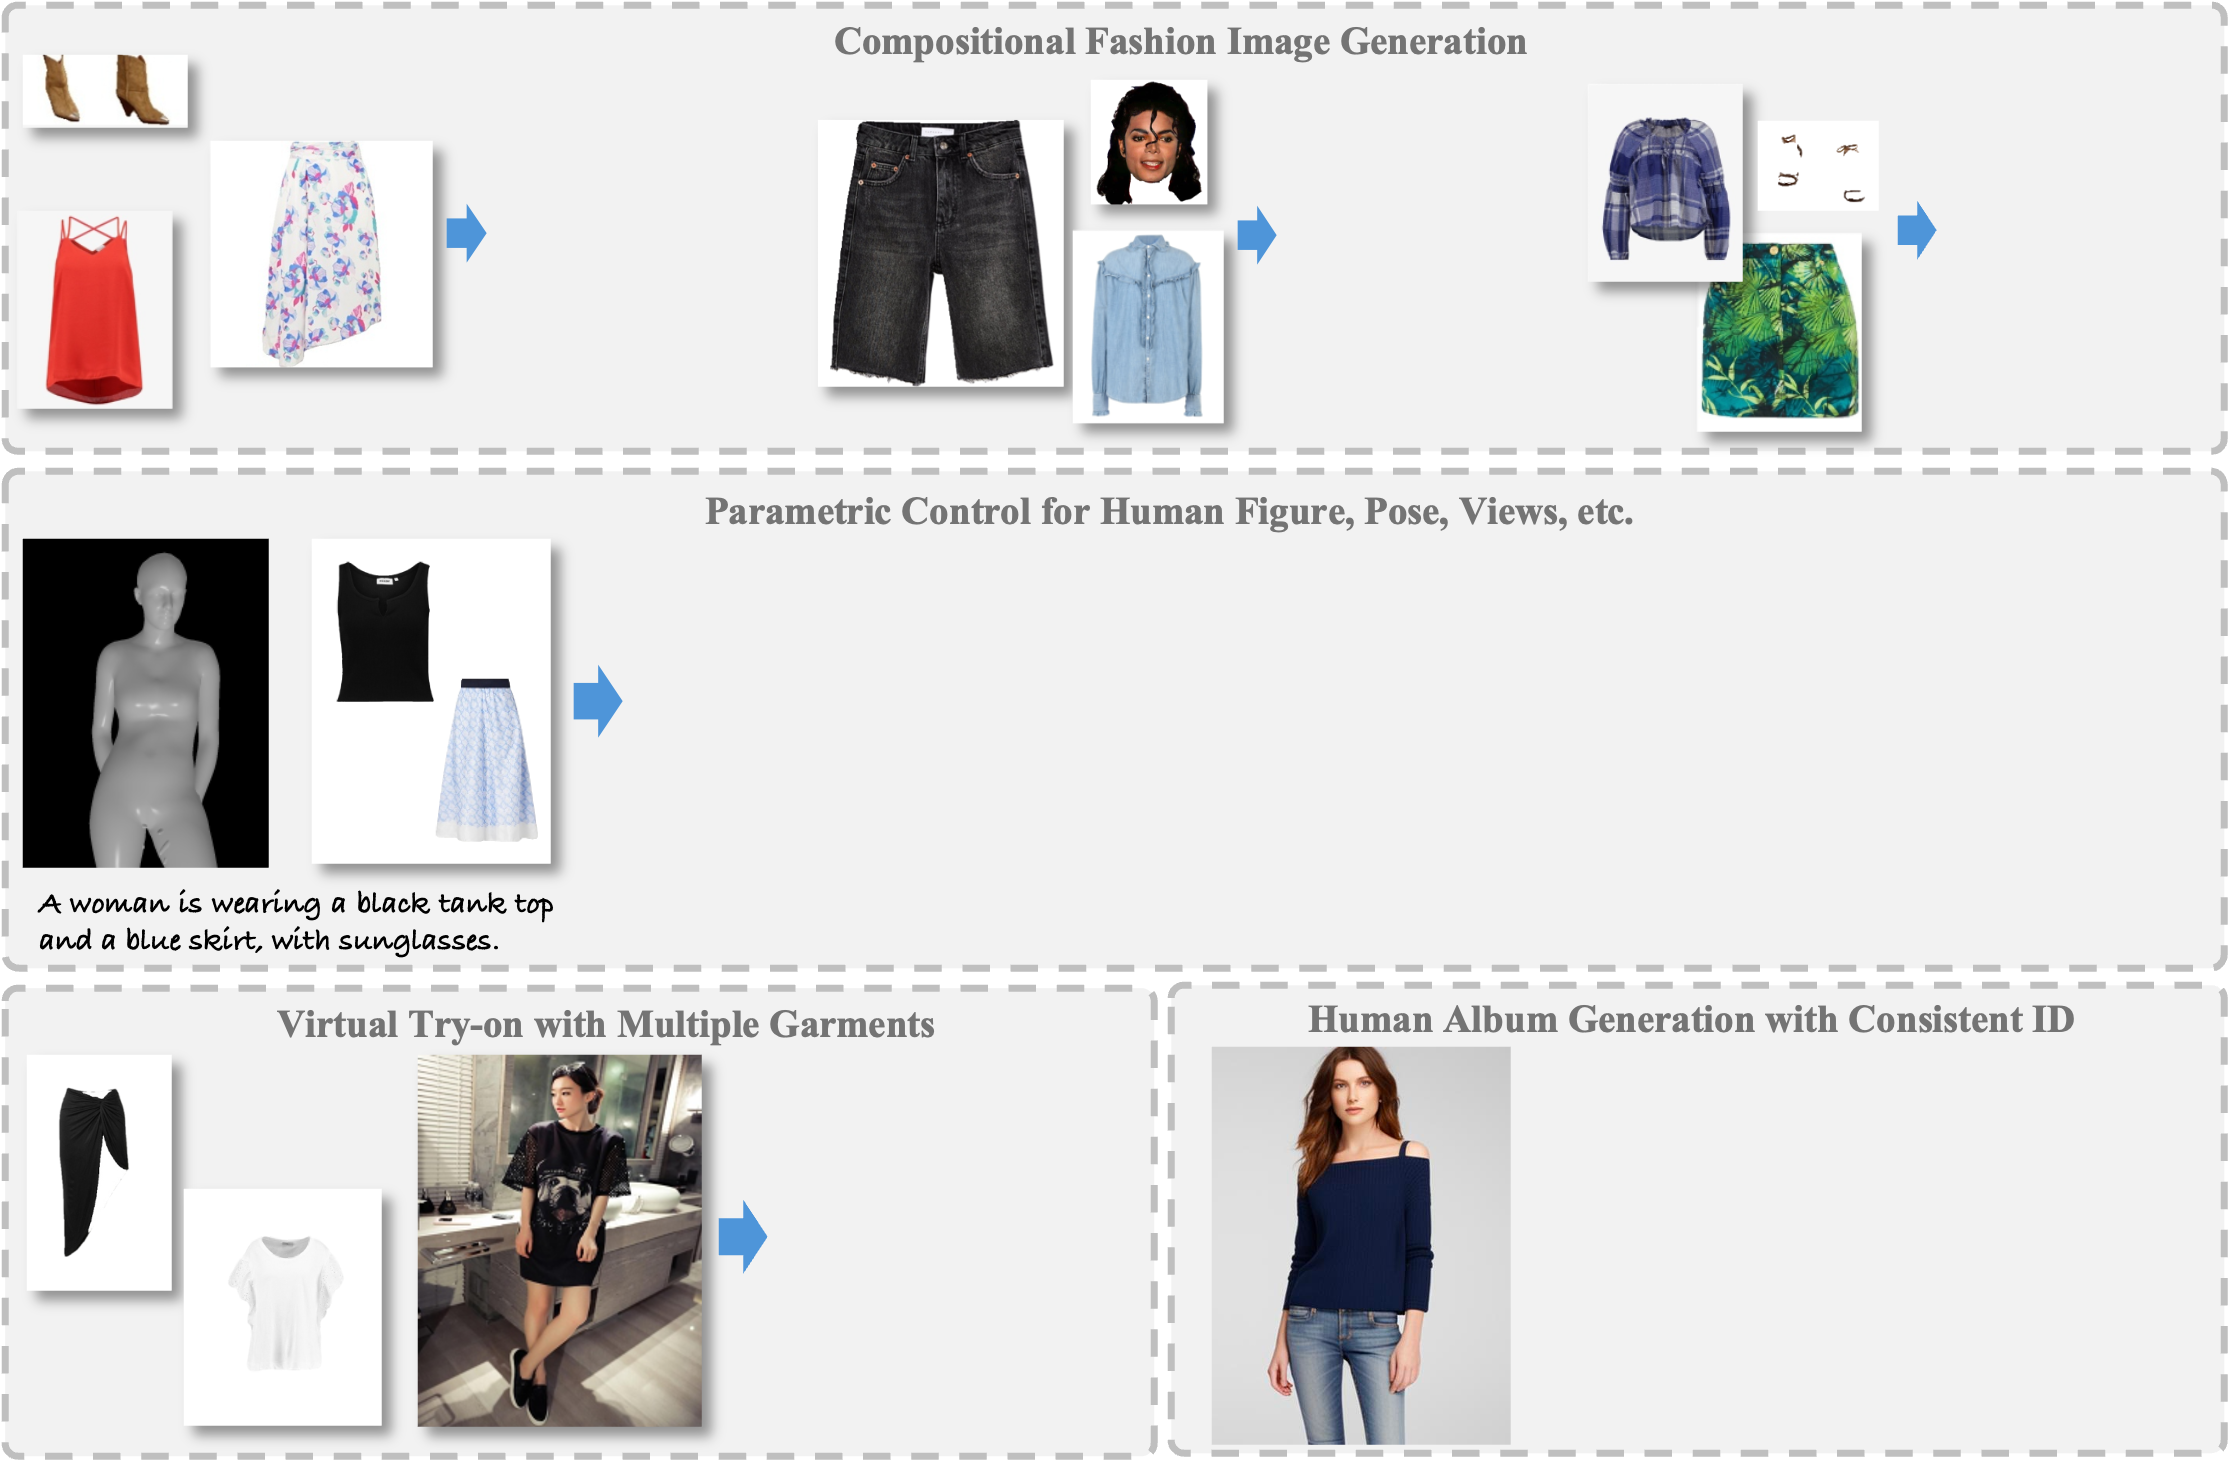 Compositional Fashion Image Generation
Parametric Control for Human Figure, Pose, Views, etc.
A woman is wearing a black tank top
and a blue skirt, with sunglasses.
Virtual Try-on with Multiple Garments
Human Album Generation with Consistent ID